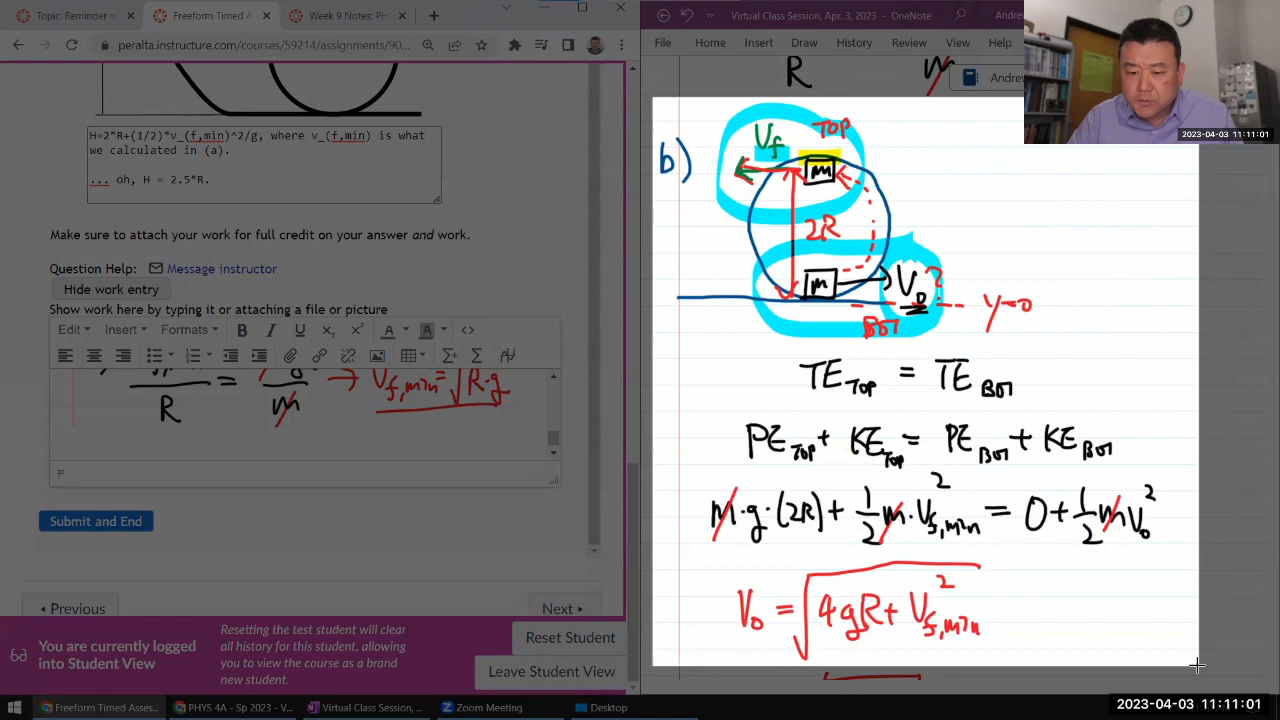 Topic: Reminder o
Freeform Timed A
Week 9 Notes: PH
peralta.instructure.com/courses/59214/assignments/90...
H=2*R+(1/2)*v_(f,min)^2/g, where v_(f,min) is what
we calculated in (a).
... on, H = 2.5*R.
Make sure to attach your work for full credit on your answer and work.
Question Help: Message instructor
Hide work entry
Show work here by typing it or attaching a file or picture
Edit Insert Formats B I U x₂ x² A A <>
R = m → V_f,min = √R·g
P
Submit and End
Previous
Next
You are currently logged
into Student View
Resetting the test student will clear
all history for this student, allowing
you to view the course as a brand
new student.
Reset Student
Leave Student View
Virtual Class Session, Apr. 3, 2023 - OneNote
Andre
File Home Insert Draw History Review View Help
R m
Andrew
b)
V_f TOP
m
2R
m V_0 ?
BOT y=0
TE_TOP = TE_BOT
PE_TOP + KE_TOP = PE_BOT + KE_BOT
m·g·(2R) + 1/2 m·V_f,min² = 0 + 1/2 m V_0²
V_0 = √4gR + V_f,min²
2023-04-03 11:11:01
Freeform Timed Asses...
PHYS 4A - Sp 2023 - V...
Virtual Class Session, ...
Zoom Meeting
Desktop
2023-04-03 11:11:01